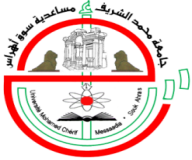 جامعة محمد الشريف مساعدية سوق أهراس
Université Mohamed Chérif Messaadia - Souk Ahras